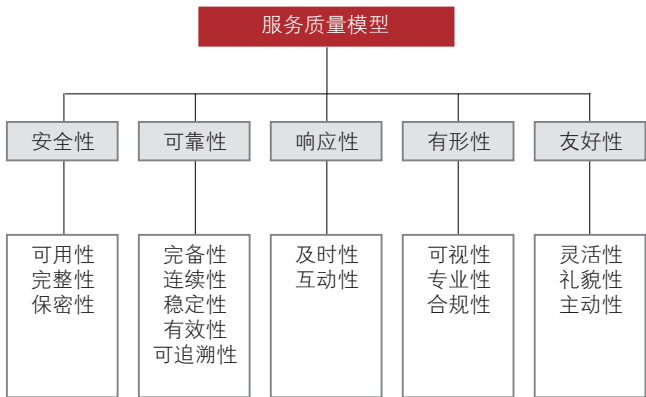 服务质量模型
安全性
可靠性
响应性
有形性
友好性
可用性
完整性
保密性
完备性
连续性
稳定性
有效性
可追溯性
及时性
互动性
可视性
专业性
合规性
灵活性
礼貌性
主动性